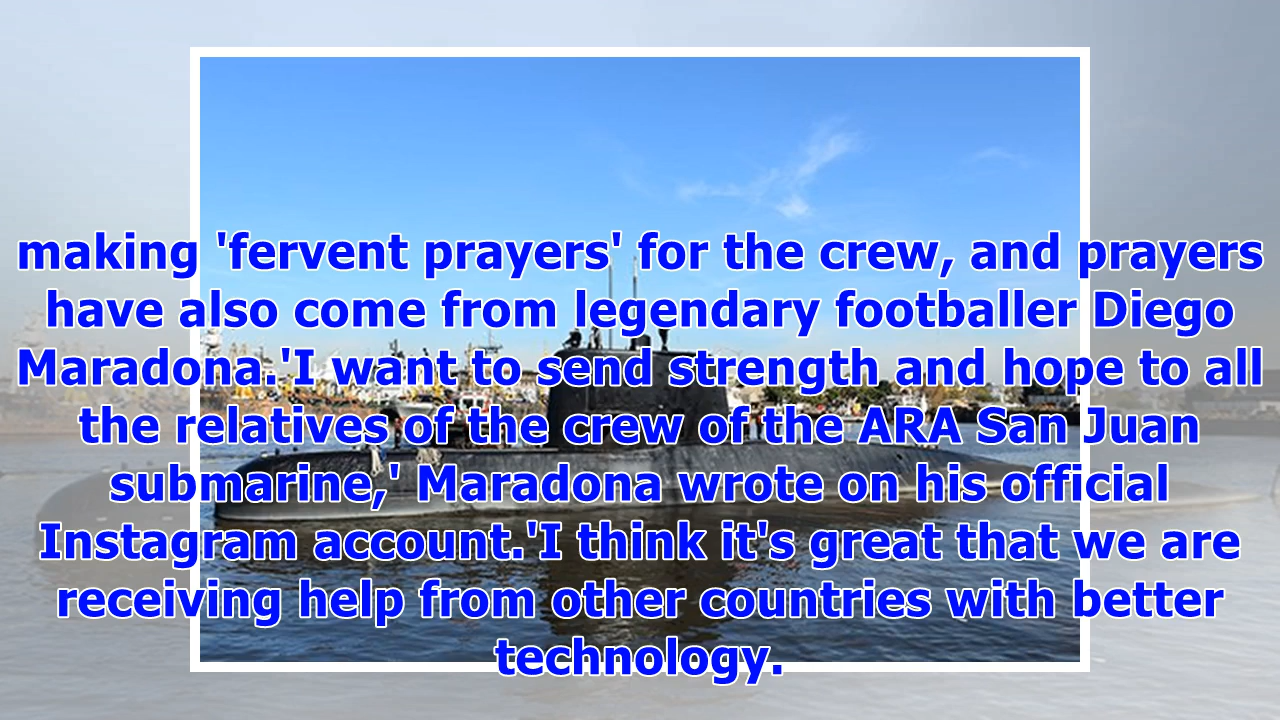 making 'fervent prayers' for the crew, and prayers
have also come from legendary footballer Diego
Maradona.'I want to send strength and hope to all
the relatives of the crew of the ARA San Juan
submarine,' Maradona wrote on his official
Instagram account.'I think it's great that we are
receiving help from other countries with better
technology.